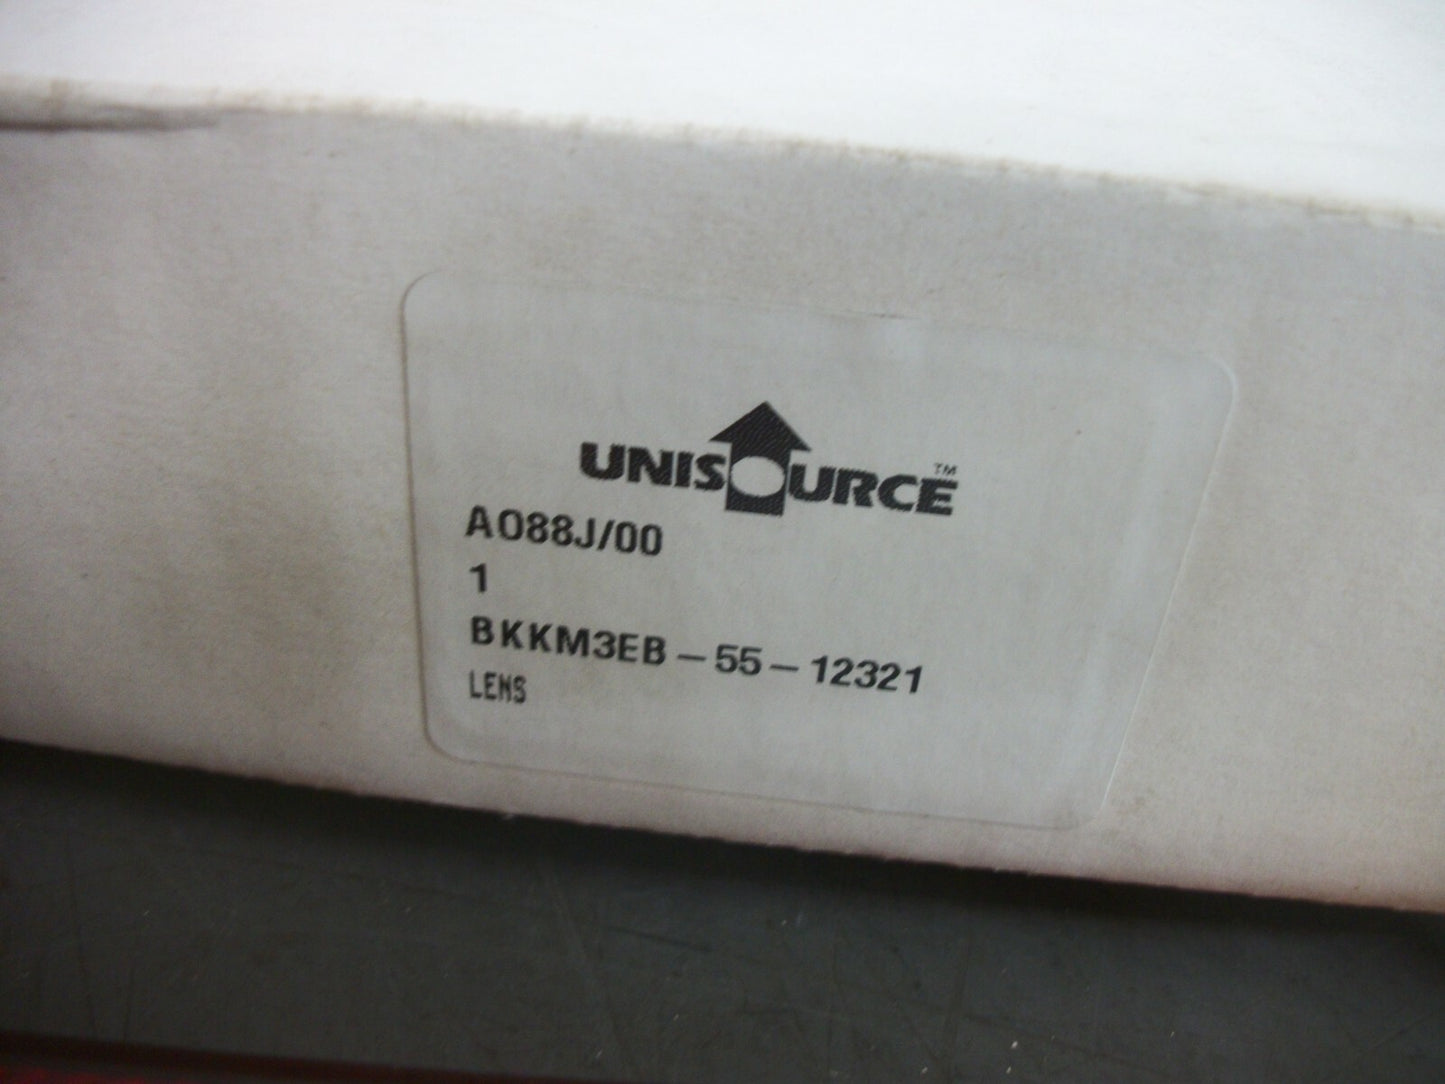 UNISOURCE™
A088J/00
1
BKKM3EB-55-12321
LENS